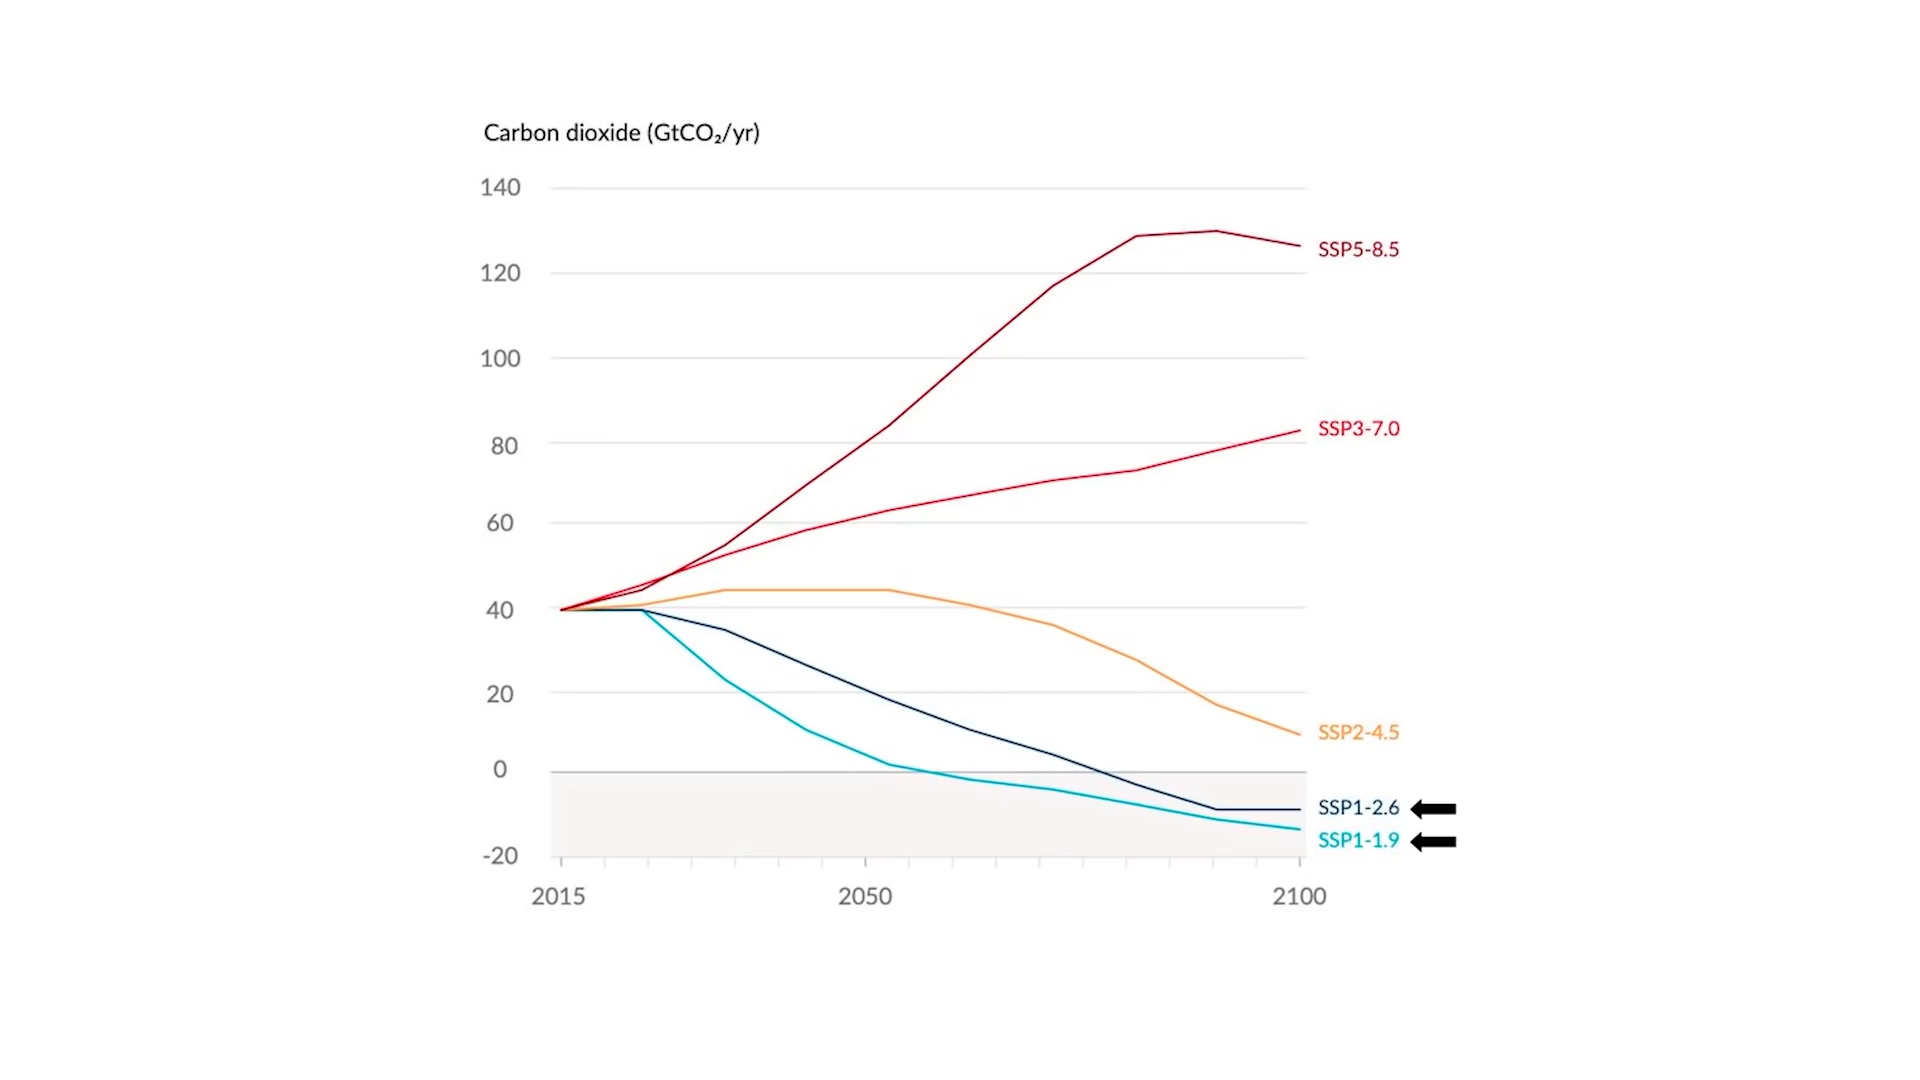 Carbon dioxide (GtCO₂/yr)
140
SSP5-8.5
120
100
SSP3-7.0
80
60
40
20
SSP2-4.5
0
SSP1-2.6
SSP1-1.9
-20
2015 2050 2100